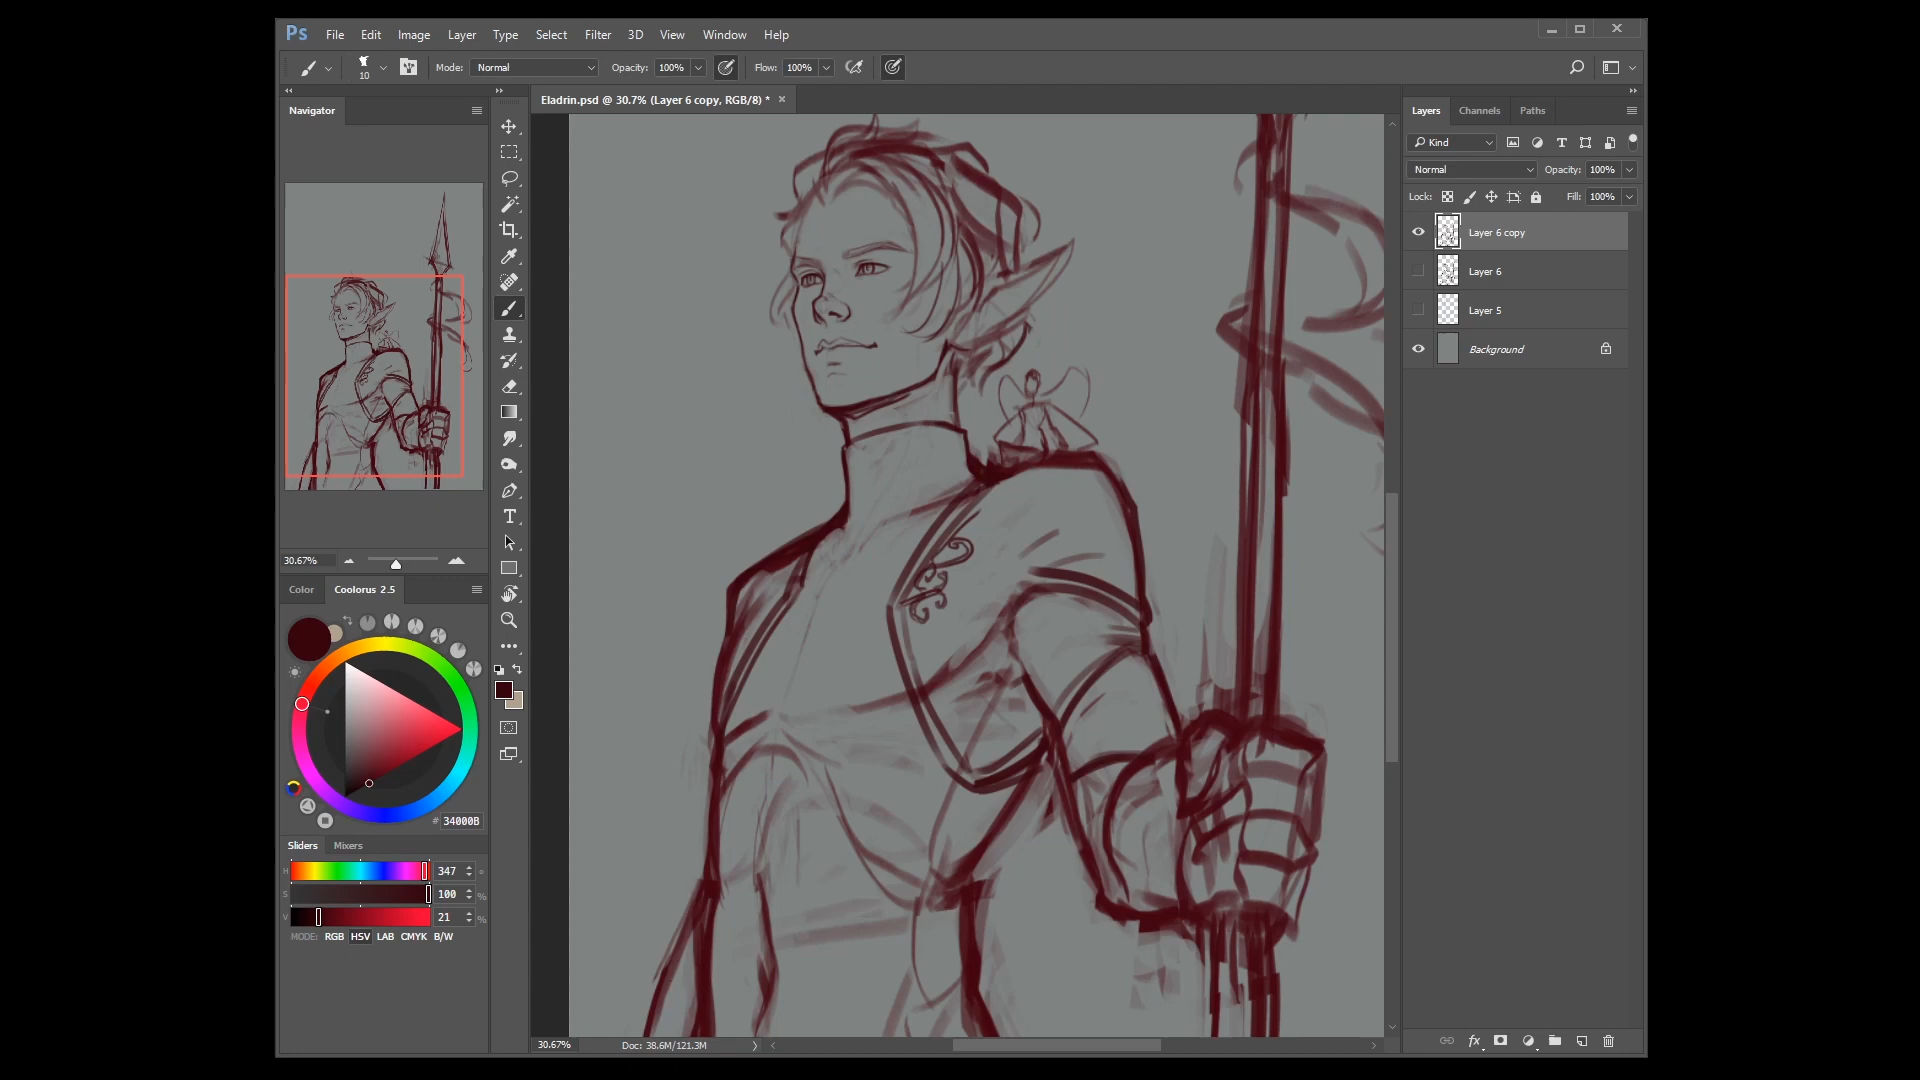 Ps File Edit Image Layer Type Select Filter 3D View Window Help
10 Mode: Normal Opacity: 100% Flow: 100%
Navigator
Eladrin.psd @ 30.7% (Layer 6 copy, RGB/8) *
Layers Channels Paths
Kind
Normal Opacity: 100%
Lock: Fill: 100%
Layer 6 copy
Layer 6
Layer 5
Background
30.67%
Color Coolorus 2.5
# 34000B
Sliders Mixers
H 347 °
S 100 %
V 21 %
MODE: RGB HSV LAB CMYK B/W
30.67% Doc: 38.6M/121.3M
fx